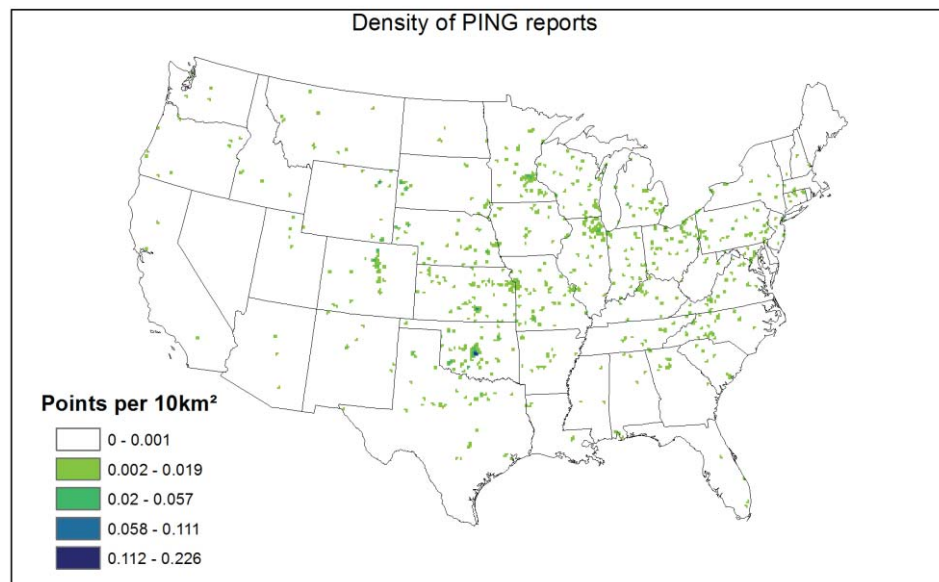 Density of PING reports
Points per 10km²
0 - 0.001
0.002 - 0.019
0.02 - 0.057
0.058 - 0.111
0.112 - 0.226